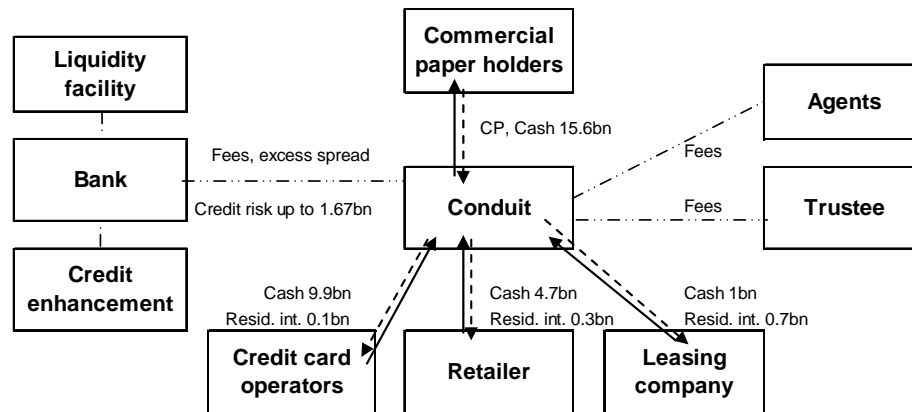 Liquidity
facility
Commercial
paper holders
Agents
CP, Cash 15.6bn
Fees, excess spread
Fees
Bank
Conduit
Fees
Trustee
Credit risk up to 1.67bn
Credit
enhancement
Cash 9.9bn
Resid. int. 0.1bn
Cash 4.7bn
Resid. int. 0.3bn
Cash 1bn
Resid. int. 0.7bn
Credit card
operators
Retailer
Leasing
company